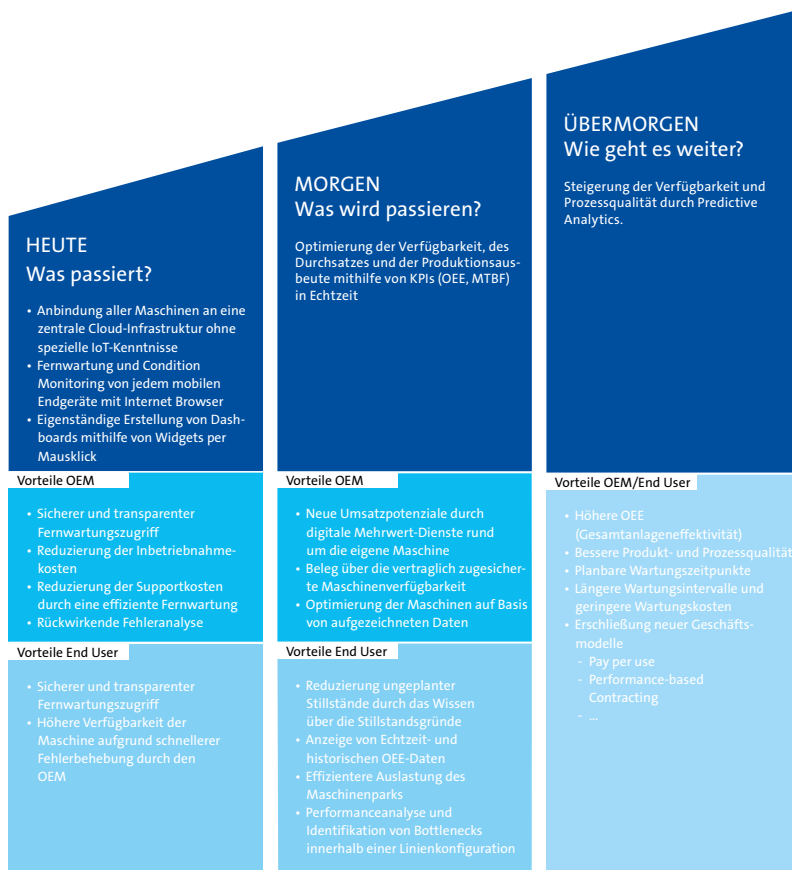 HEUTE
Was passiert?
• Anbindung aller Maschinen an eine
zentrale Cloud-Infrastruktur ohne
spezielle IoT-Kenntnisse
• Fernwartung und Condition
Monitoring von jedem mobilen
Endgeräte mit Internet Browser
• Eigenständige Erstellung von Dash-
boards mithilfe von Widgets per
Mausklick
Vorteile OEM
• Sicherer und transparenter
Fernwartungszugriff
• Reduzierung der Inbetriebnahme-
kosten
• Reduzierung der Supportkosten
durch eine effiziente Fernwartung
• Rückwirkende Fehleranalyse
Vorteile End User
• Sicherer und transparenter
Fernwartungszugriff
• Höhere Verfügbarkeit der
Maschine aufgrund schnellerer
Fehlerbehebung durch den
OEM
MORGEN
Was wird passieren?
Optimierung der Verfügbarkeit, des
Durchsatzes und der Produktionsaus-
beute mithilfe von KPIs (OEE, MTBF)
in Echtzeit
Vorteile OEM
• Neue Umsatzpotenziale durch
digitale Mehrwert-Dienste rund
um die eigene Maschine
• Beleg über die vertraglich zugesicher-
te Maschinenverfügbarkeit
• Optimierung der Maschinen auf Basis
von aufgezeichneten Daten
Vorteile End User
• Reduzierung ungeplanter
Stillstände durch das Wissen
über die Stillstandsgründe
• Anzeige von Echtzeit- und
historischen OEE-Daten
• Effizientere Auslastung des
Maschinenparks
• Performanceanalyse und
Identifikation von Bottlenecks
innerhalb einer Linienkonfiguration
ÜBERMORGEN
Wie geht es weiter?
Steigerung der Verfügbarkeit und
Prozessqualität durch Predictive
Analytics.
Vorteile OEM/End User
• Höhere OEE
(Gesamtanlageneffektivität)
• Bessere Produkt- und Prozessqualität
• Planbare Wartungszeitpunkte
• Längere Wartungsintervalle und
geringere Wartungskosten
• Erschließung neuer Geschäfts-
modelle
- Pay per use
- Performance-based
Contracting
- ...